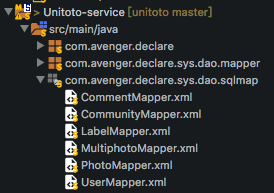 > Unitoto-service [unitoto master]
src/main/java
com.avenger.declare
com.avenger.declare.sys.dao.mapper
com.avenger.declare.sys.dao.sqlmap
CommentMapper.xml
CommunityMapper.xml
LabelMapper.xml
MultiphotoMapper.xml
PhotoMapper.xml
UserMapper.xml